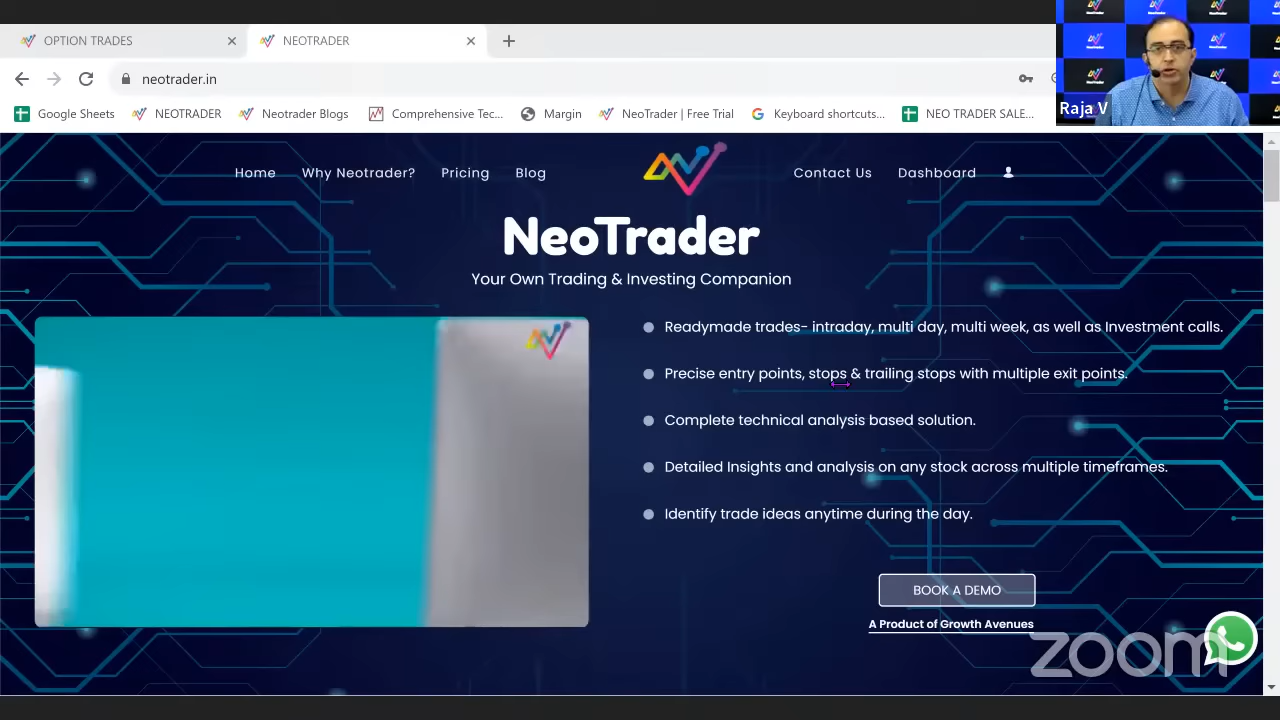 OPTION TRADES
NEOTRADER
neotrader.in
Google Sheets
NEOTRADER
Neotrader Blogs
Comprehensive Tec...
Margin
NeoTrader | Free Trial
Keyboard shortcuts...
NEO TRADER SALE...
Raja V
Home
Why Neotrader?
Pricing
Blog
Contact Us
Dashboard
NeoTrader
Your Own Trading & Investing Companion
Readymade trades- intraday, multi day, multi week, as well as Investment calls.
Precise entry points, stops & trailing stops with multiple exit points.
Complete technical analysis based solution.
Detailed Insights and analysis on any stock across multiple timeframes.
Identify trade ideas anytime during the day.
BOOK A DEMO
A Product of Growth Avenues
zoom